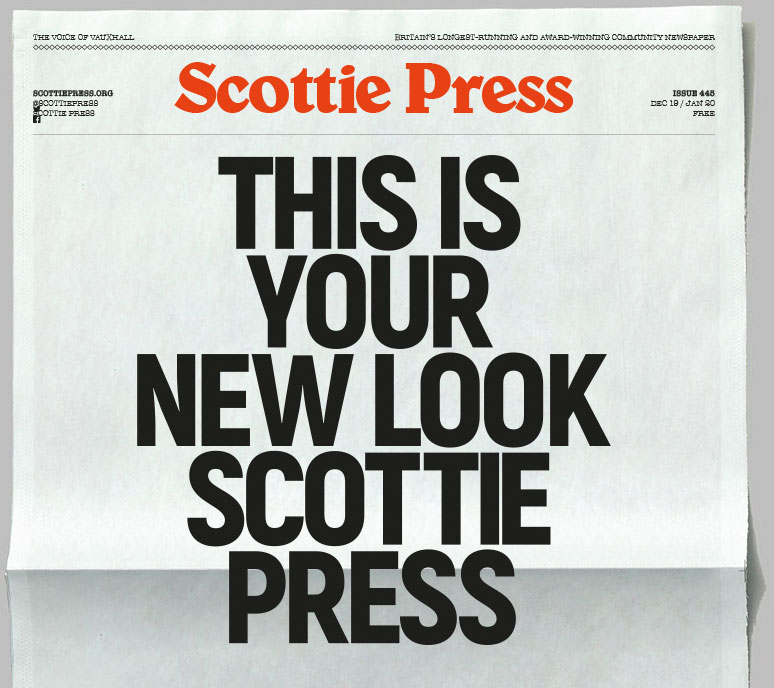 THE VOICE OF VAUXHALL
BRITAIN'S LONGEST-RUNNING AND AWARD-WINNING COMMUNITY NEWSPAPER
Scottie Press
SCOTTIEPRESS.ORG
@SCOTTIEPRESS
SCOTTIE PRESS
ISSUE 445
DEC 19 / JAN 20
FREE
THIS IS
YOUR
NEW LOOK
SCOTTIE
PRESS